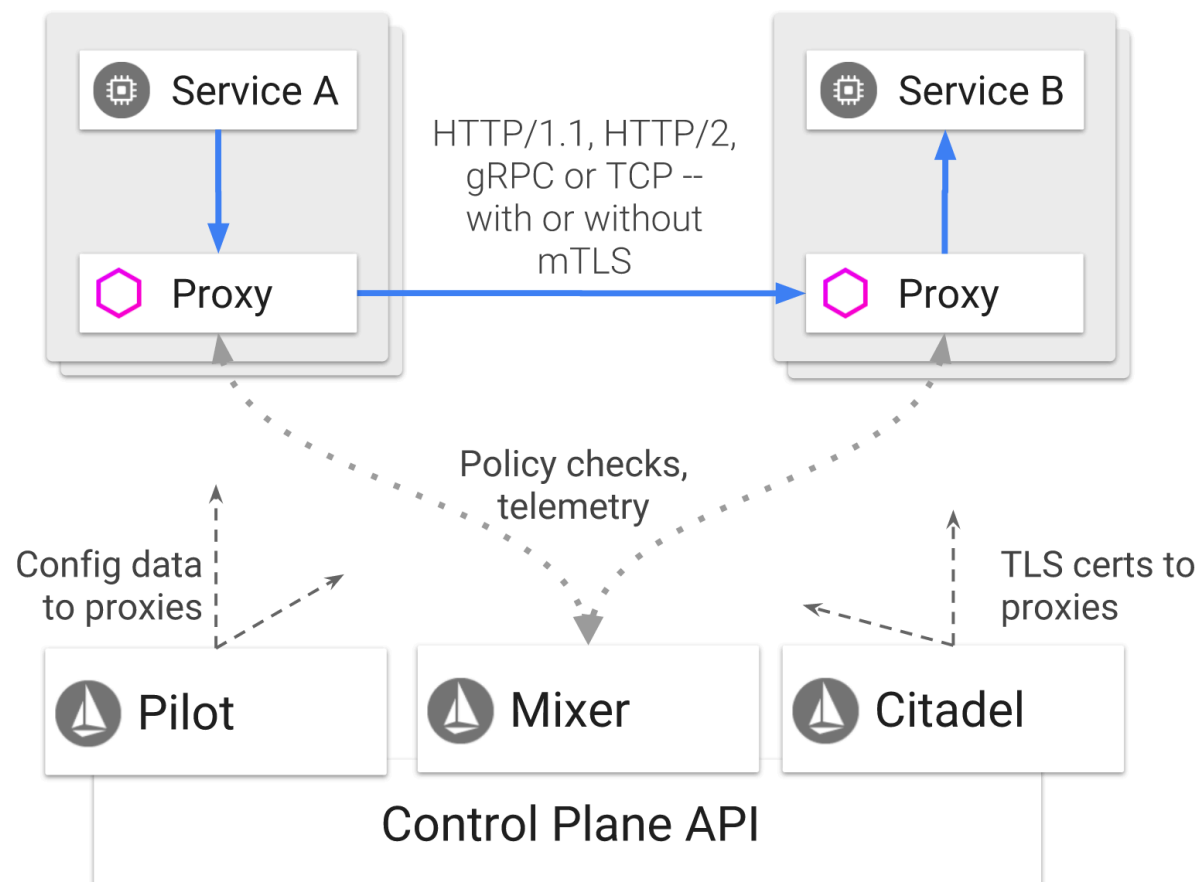 Service A
Service B
HTTP/1.1, HTTP/2,
gRPC or TCP --
with or without
mTLS
Proxy
Proxy
Policy checks,
telemetry
Config data
to proxies
TLS certs to
proxies
Pilot
Mixer
Citadel
Control Plane API